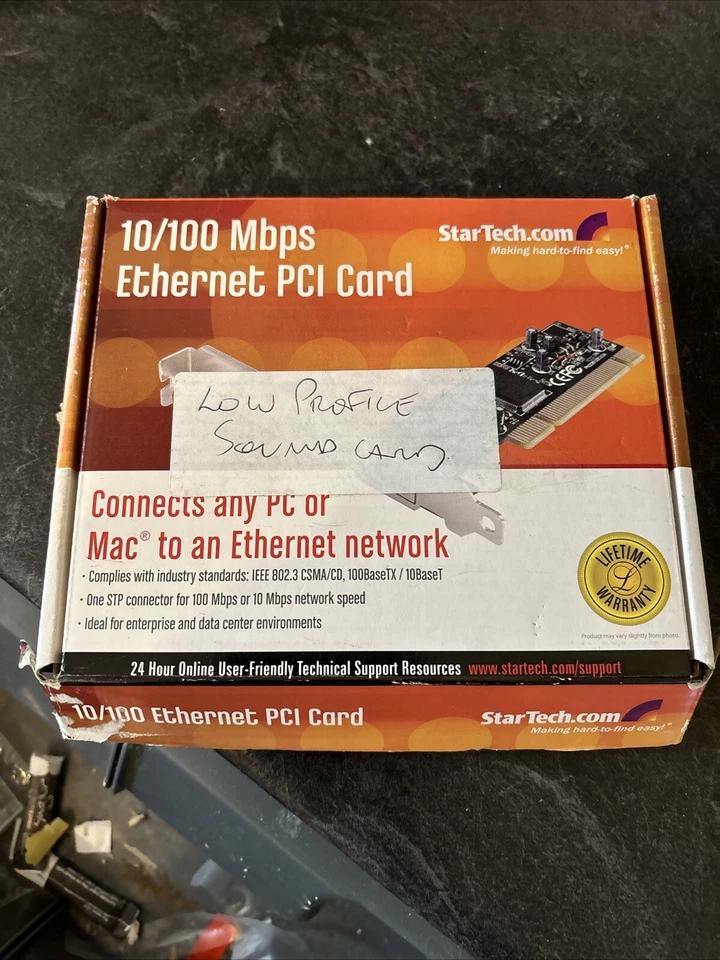 10/100 Mbps
Ethernet PCI Card
StarTech.com
Making hard-to-find easy!®
LOW PROFILE
SOUND CARD
CE FC
Connects any PC or
Mac® to an Ethernet network
· Complies with industry standards: IEEE 802.3 CSMA/CD, 100BaseTX / 10BaseT
· One STP connector for 100 Mbps or 10 Mbps network speed
· Ideal for enterprise and data center environments
LIFETIME
L
WARRANTY
Product may vary slightly from photo.
24 Hour Online User-Friendly Technical Support Resources www.startech.com/support
10/100 Ethernet PCI Card
StarTech.com
Making hard-to-find easy!®